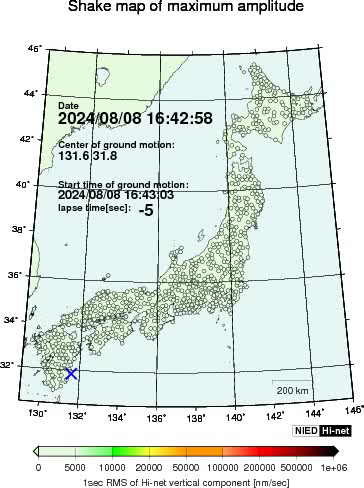 Shake map of maximum amplitude
46°
44°
42°
40°
38°
36°
34°
32°
Date
2024/08/08 16:42:58
Center of ground motion:
131.6 31.8
Start time of ground motion:
2024/08/08 16:43:03
lapse time[sec]: -5
200 km
130° 132° 134° 136° 138° 140° 142° 144° 146°
NIED Hi-net
0 5000 10000 20000 50000 100000 200000 500000 1e+06
1sec RMS of Hi-net vertical component [nm/sec]